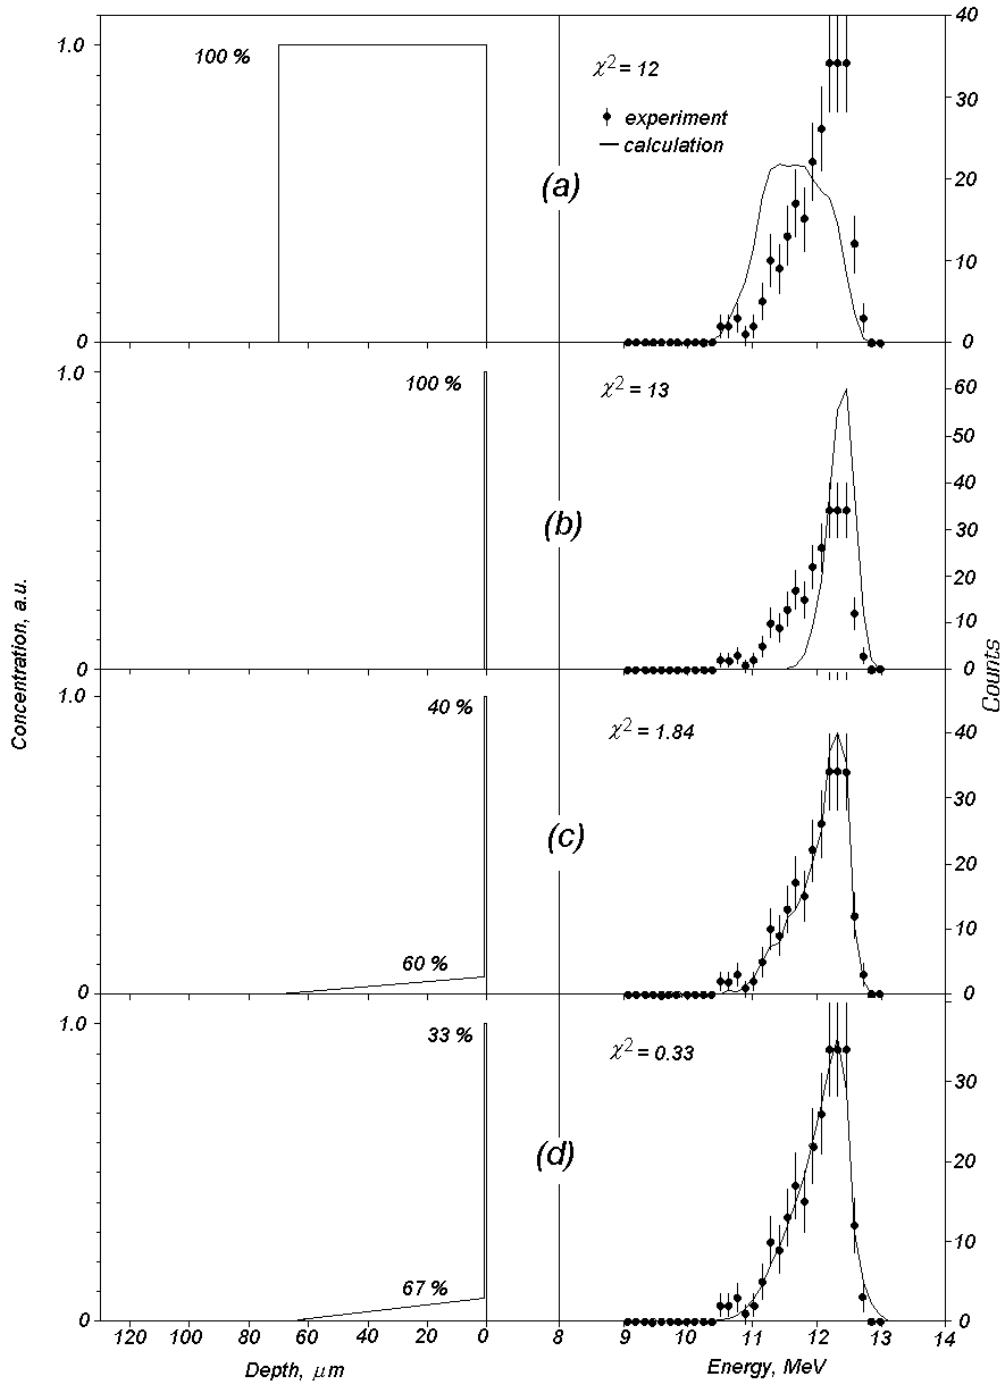 40
1.0
100 %
χ2 = 12
30
experiment
calculation
20
(a)
10
0
0
1.0
100 %
χ2 = 13
60
50
40
(b)
30
20
10
0
0
Concentration, a.u.
Counts
1.0
40 %
χ2 = 1.84
40
30
(c)
20
10
60 %
0
0
1.0
33 %
χ2 = 0.33
30
(d)
20
10
67 %
0
0
120 100 80 60 40 20 0
8 9 10 11 12 13 14
Depth, μm
Energy, MeV